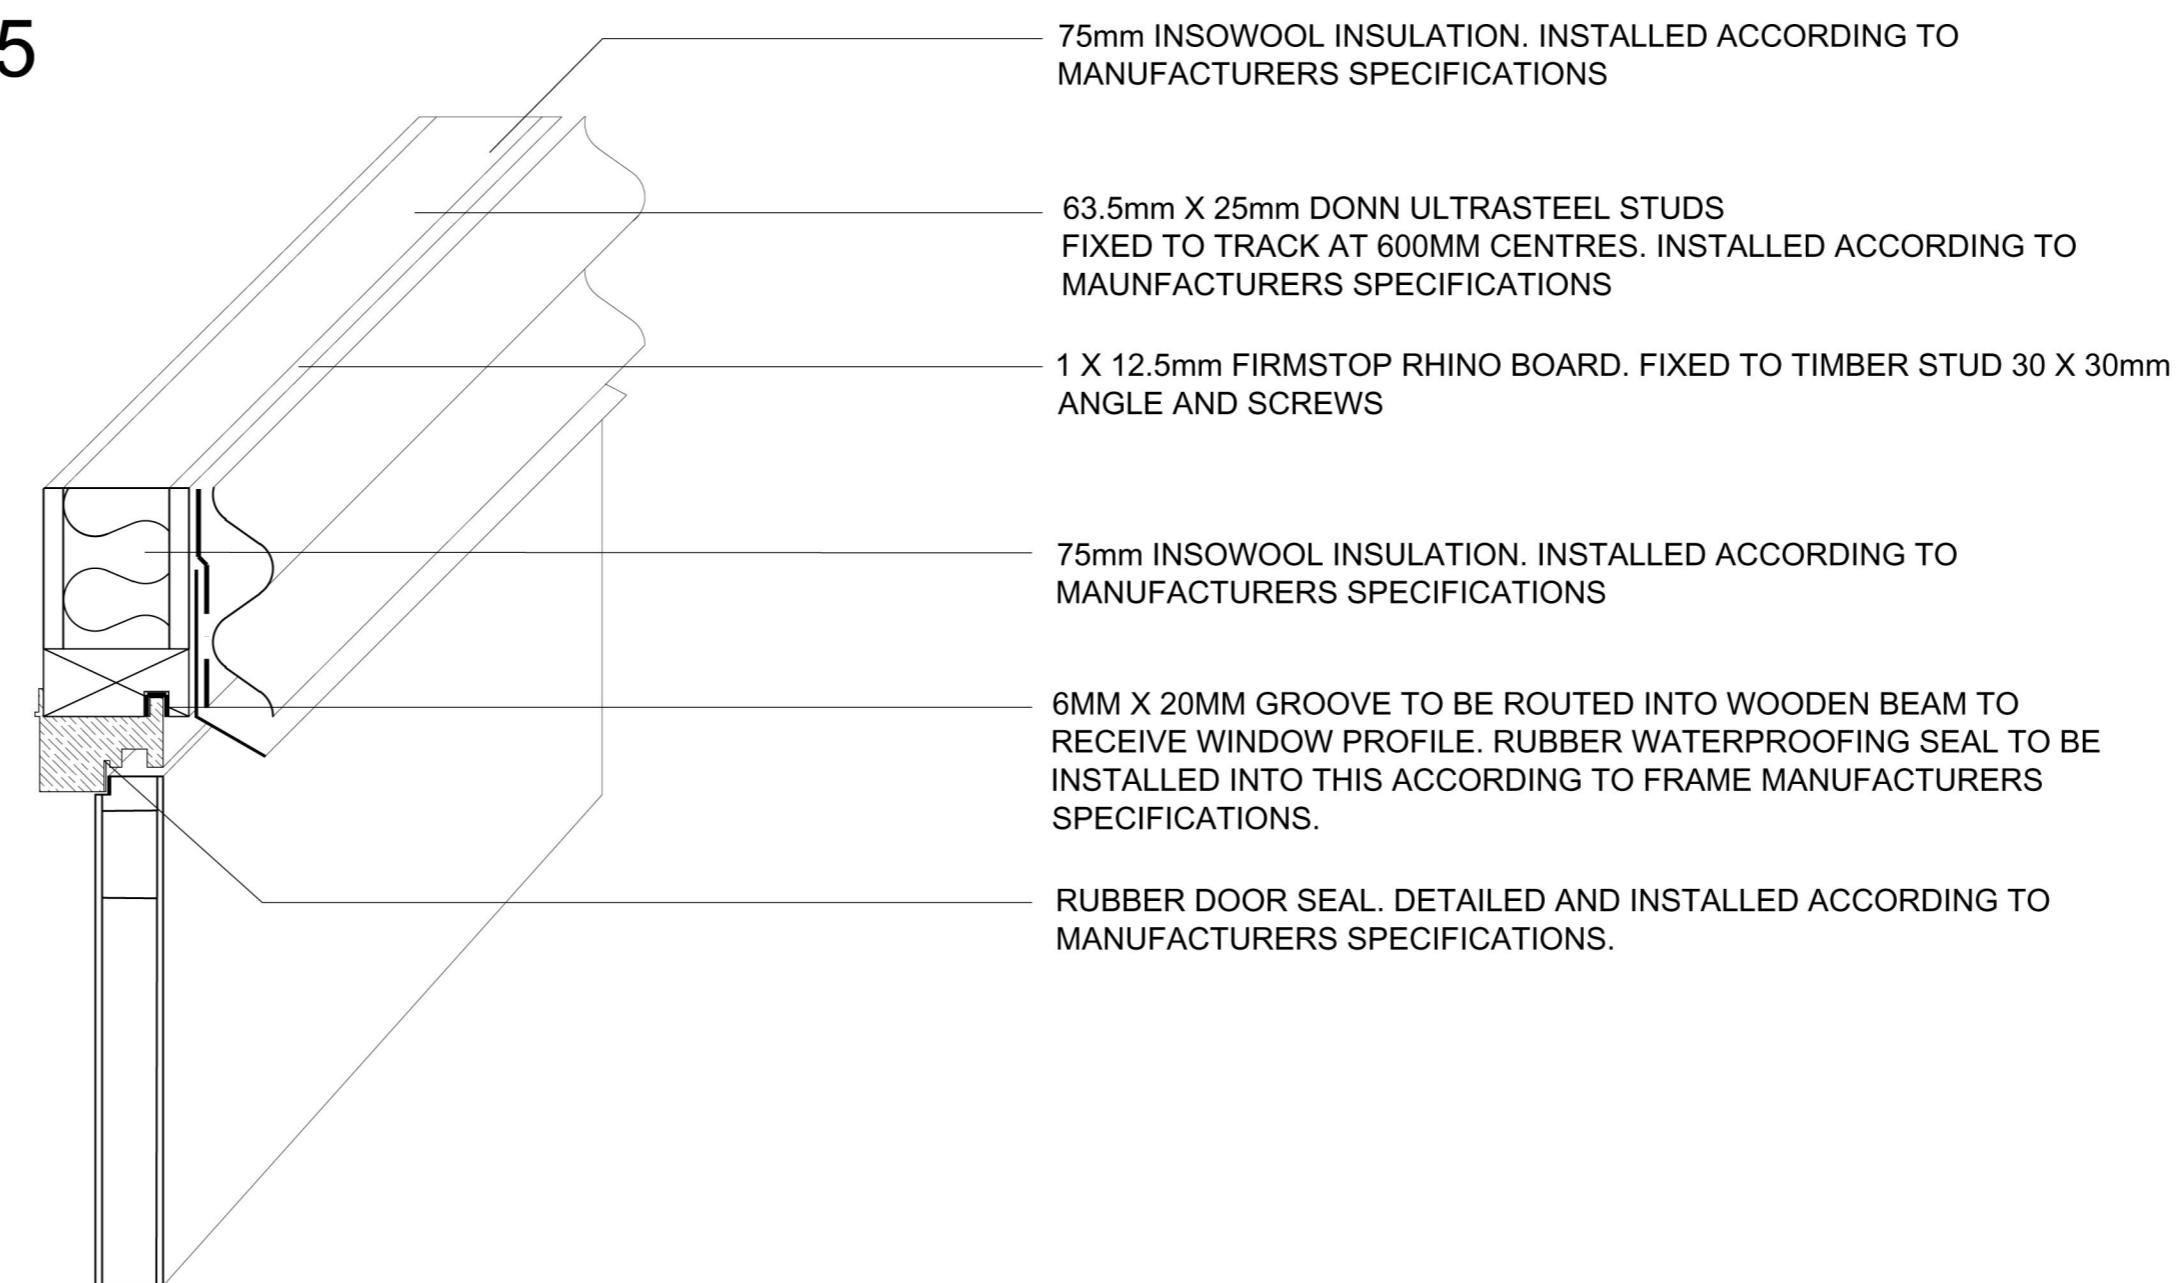 5
75mm INSOWOOL INSULATION. INSTALLED ACCORDING TO
MANUFACTURERS SPECIFICATIONS
63.5mm X 25mm DONN ULTRASTEEL STUDS
FIXED TO TRACK AT 600MM CENTRES. INSTALLED ACCORDING TO
MAUNFACTURERS SPECIFICATIONS
1 X 12.5mm FIRMSTOP RHINO BOARD. FIXED TO TIMBER STUD 30 X 30mm
ANGLE AND SCREWS
75mm INSOWOOL INSULATION. INSTALLED ACCORDING TO
MANUFACTURERS SPECIFICATIONS
6MM X 20MM GROOVE TO BE ROUTED INTO WOODEN BEAM TO
RECEIVE WINDOW PROFILE. RUBBER WATERPROOFING SEAL TO BE
INSTALLED INTO THIS ACCORDING TO FRAME MANUFACTURERS
SPECIFICATIONS.
RUBBER DOOR SEAL. DETAILED AND INSTALLED ACCORDING TO
MANUFACTURERS SPECIFICATIONS.